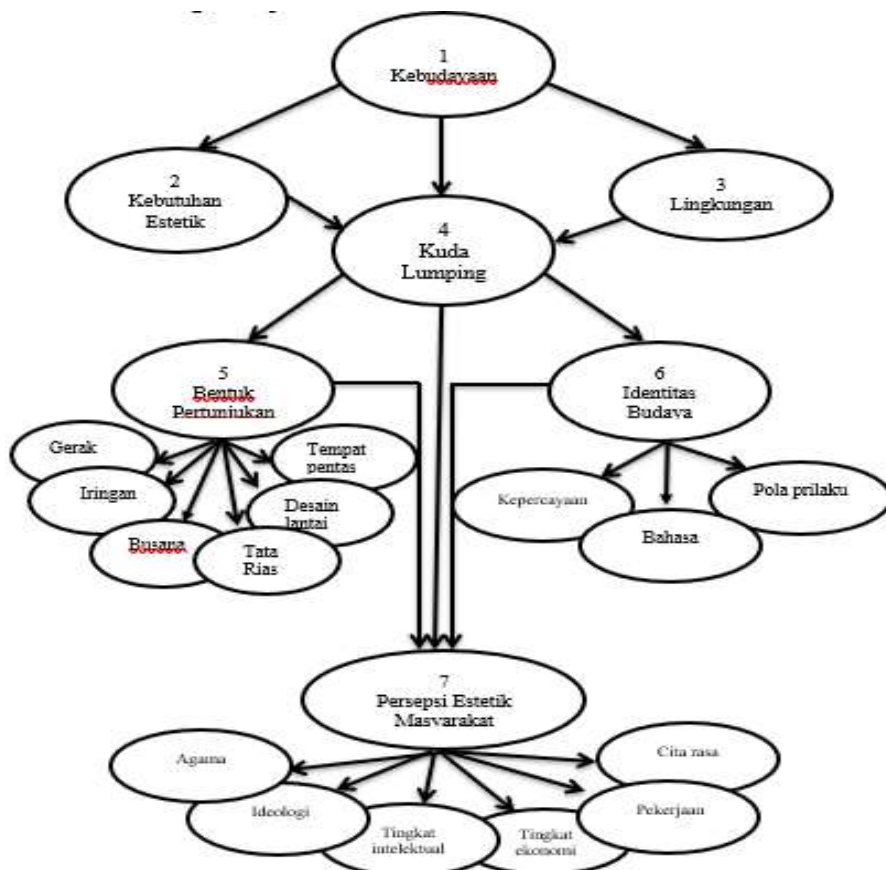 1
Kebudayaan
2
Kebutuhan
Estetik
3
Lingkungan
4
Kuda
Lumping
5
Bentuk
Pertunjukan
6
Identitas
Budaya
Gerak
Tempat
pentas
Iringan
Desain
lantai
Busana
Tata
Rias
Kepercayaan
Pola prilaku
Bahasa
7
Persepsi Estetik
Masyarakat
Agama
Cita rasa
Ideologi
Pekerjaan
Tingkat
intelektual
Tingkat
ekonomi